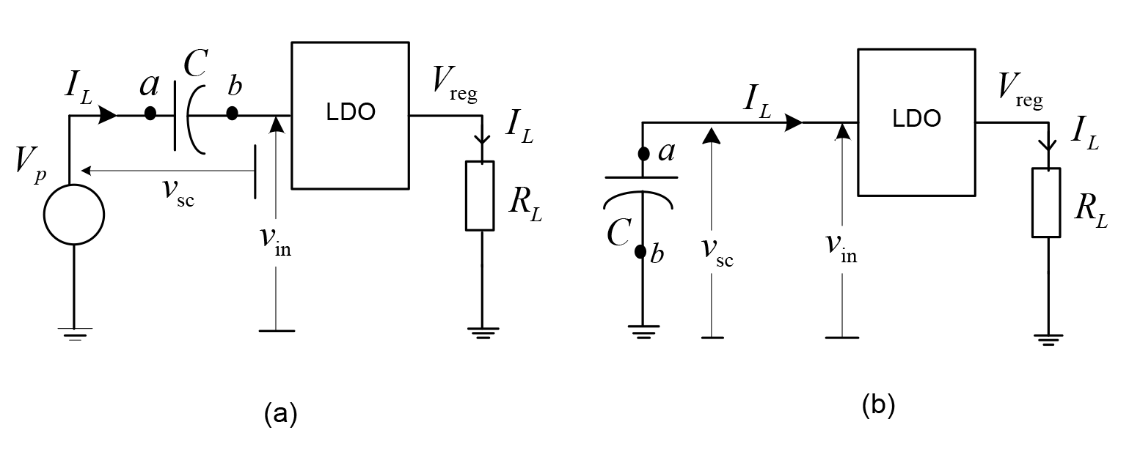 I_L a C b LDO V_reg I_L
V_p v_sc v_in R_L
(a)
I_L LDO V_reg I_L
a C b v_sc v_in R_L
(b)